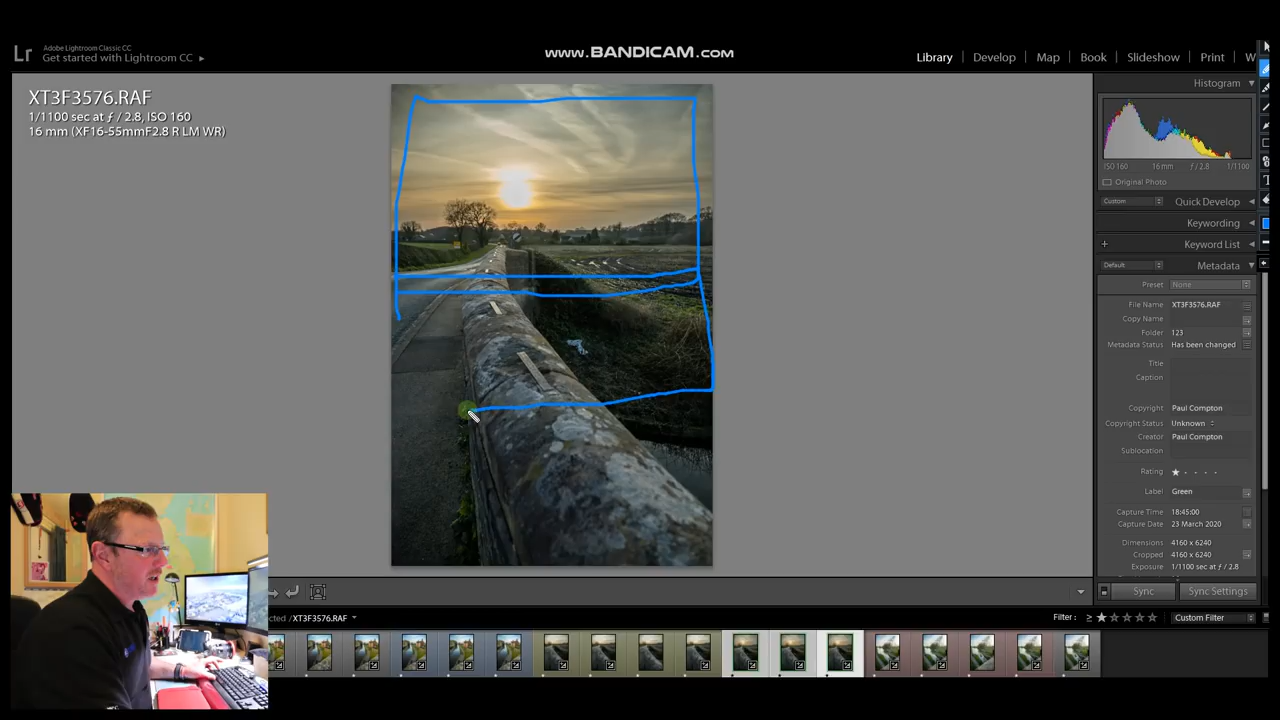 Adobe Lightroom Classic CC
Lr Get started with Lightroom CC
www.BANDICAM.com
Library | Develop | Map | Book | Slideshow | Print | W
XT3F3576.RAF
1/1100 sec at ƒ / 2.8, ISO 160
16 mm (XF16-55mmF2.8 R LM WR)
Histogram
ISO 160 16 mm ƒ / 2.8 1/1100
Original Photo
Custom Quick Develop
Keywording
+ Keyword List
Default Metadata
Preset None
File Name XT3F3576.RAF
Copy Name
Folder 123
Metadata Status Has been changed
Title
Caption
Copyright Paul Compton
Copyright Status Unknown
Creator Paul Compton
Sublocation
Rating
Label Green
Capture Time 18:45:00
Capture Date 23 March 2020
Dimensions 4160 x 6240
Cropped 4160 x 6240
Exposure 1/1100 sec at ƒ / 2.8
Sync Sync Settings
ected /XT3F3576.RAF
Filter : ≥ Custom Filter